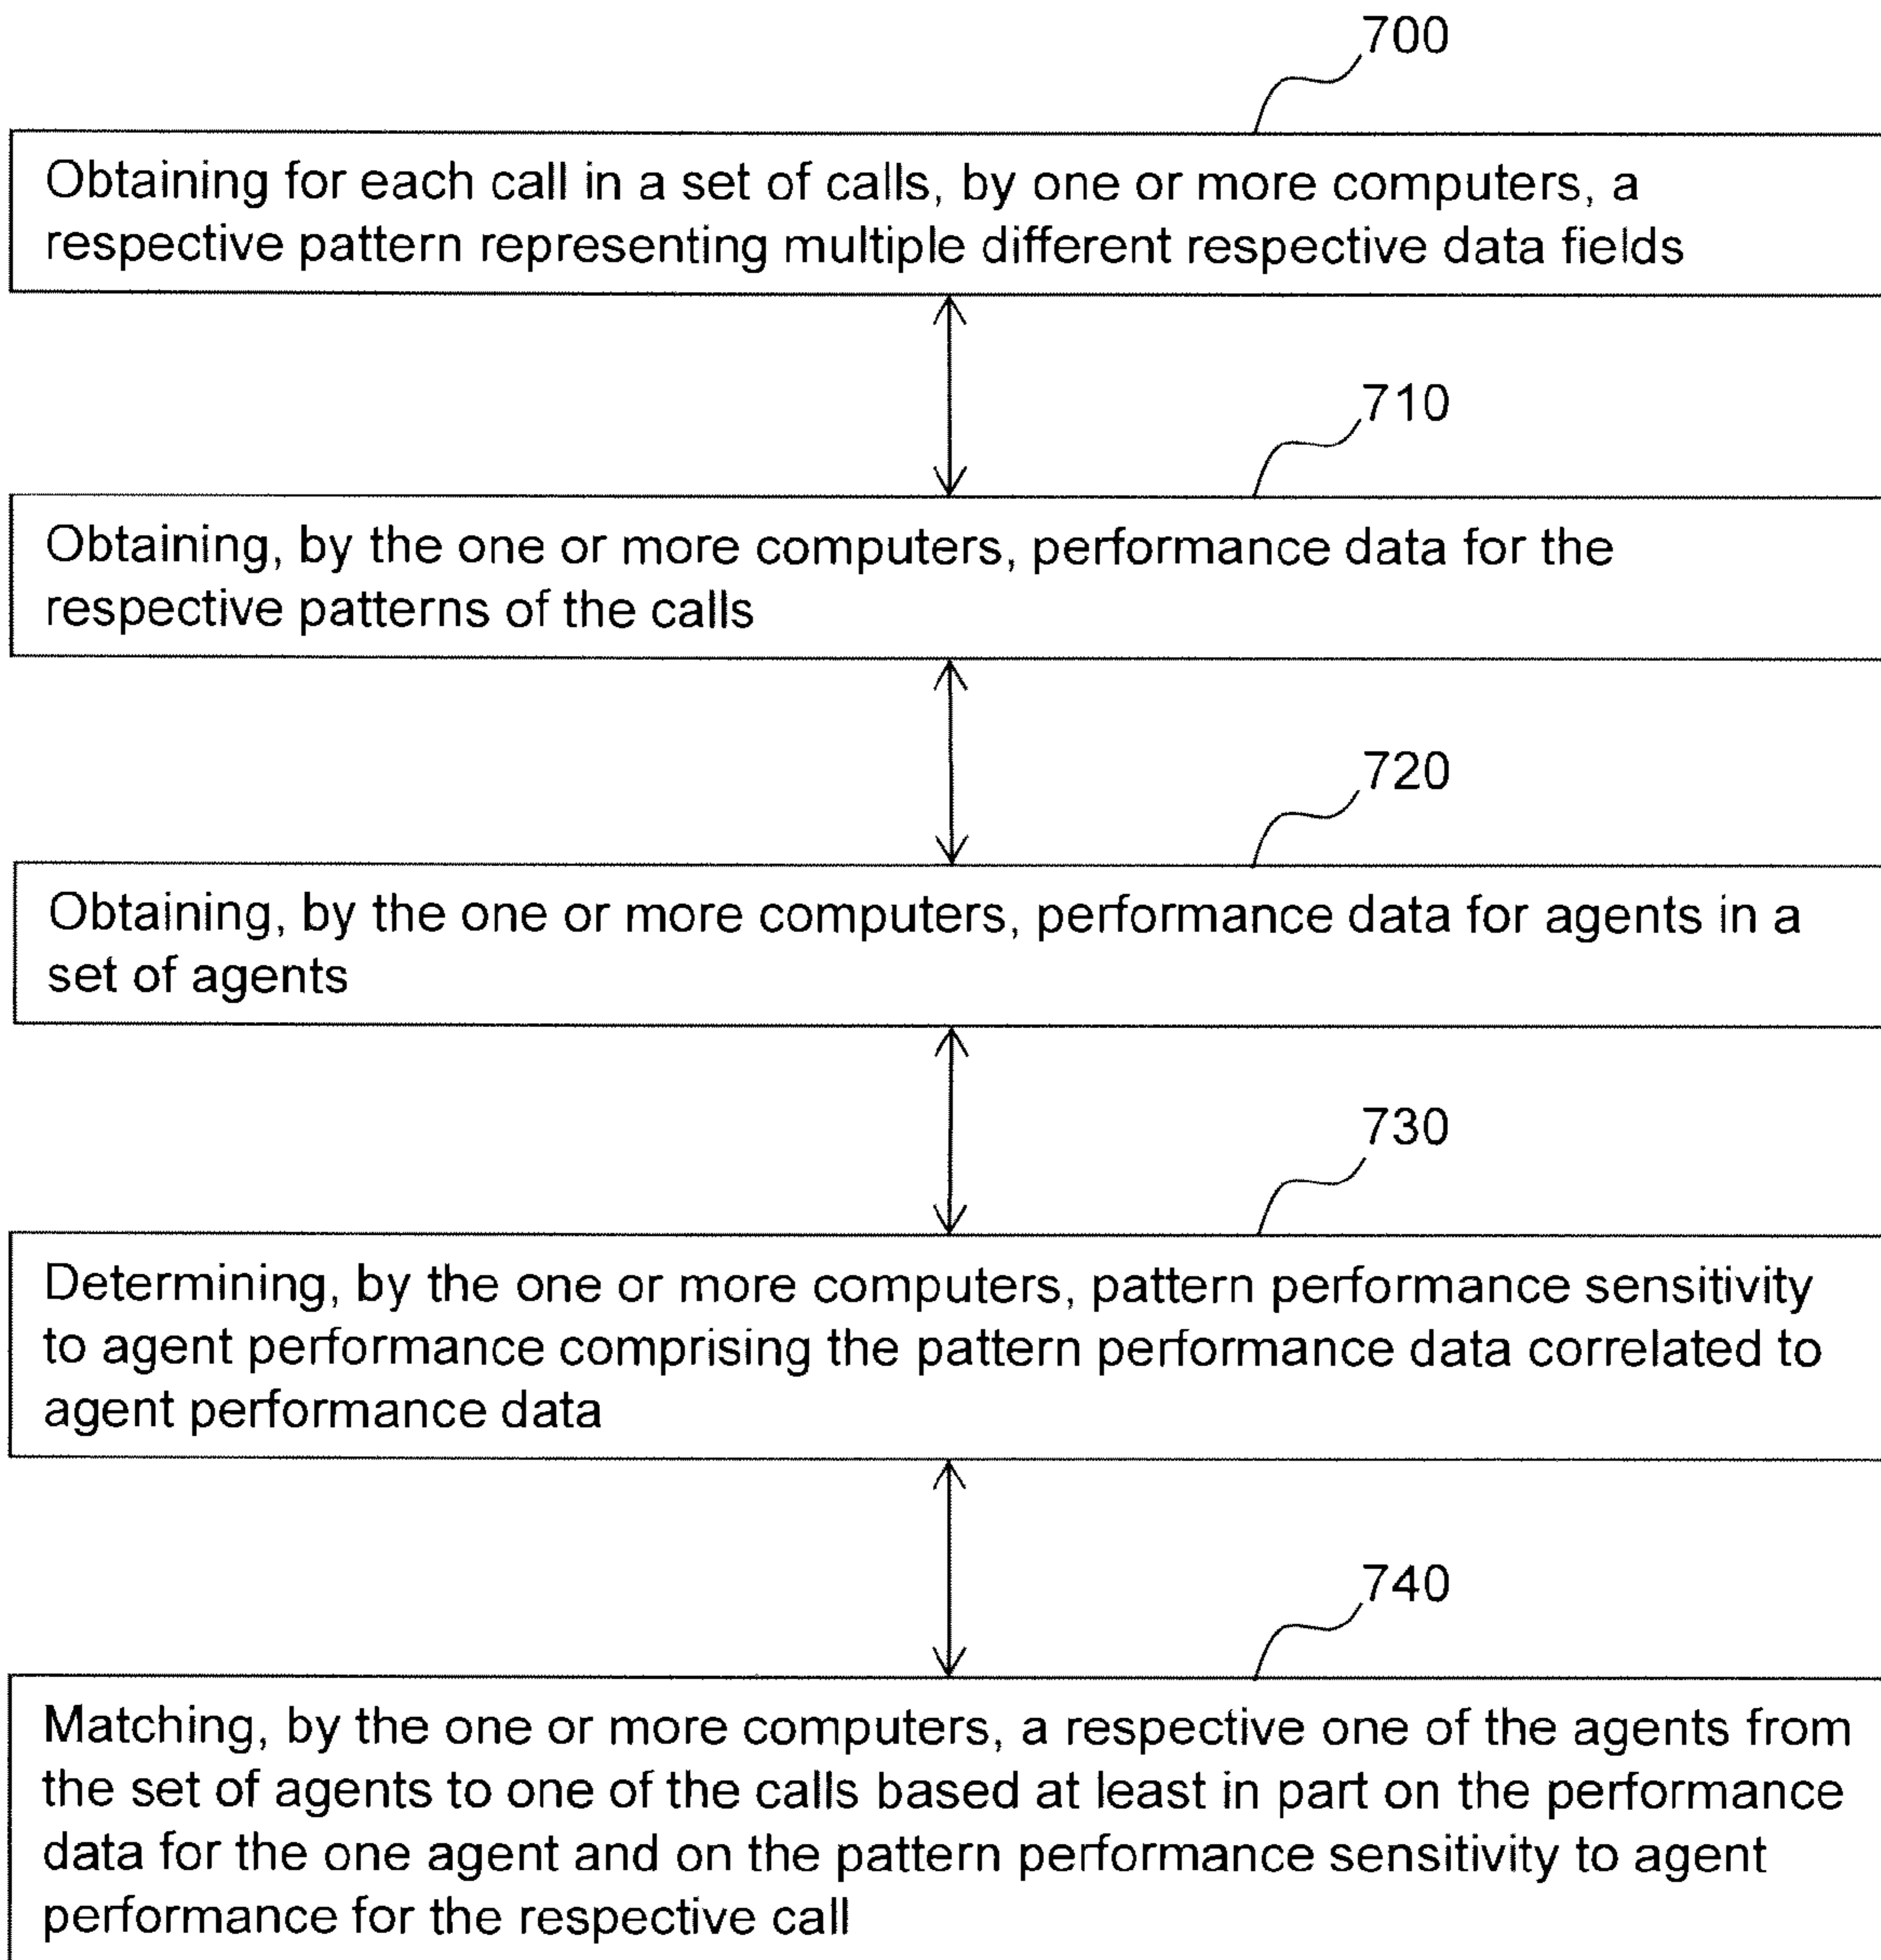 700
Obtaining for each call in a set of calls, by one or more computers, a
respective pattern representing multiple different respective data fields
710
Obtaining, by the one or more computers, performance data for the
respective patterns of the calls
720
Obtaining, by the one or more computers, performance data for agents in a
set of agents
730
Determining, by the one or more computers, pattern performance sensitivity
to agent performance comprising the pattern performance data correlated to
agent performance data
740
Matching, by the one or more computers, a respective one of the agents from
the set of agents to one of the calls based at least in part on the performance
data for the one agent and on the pattern performance sensitivity to agent
performance for the respective call